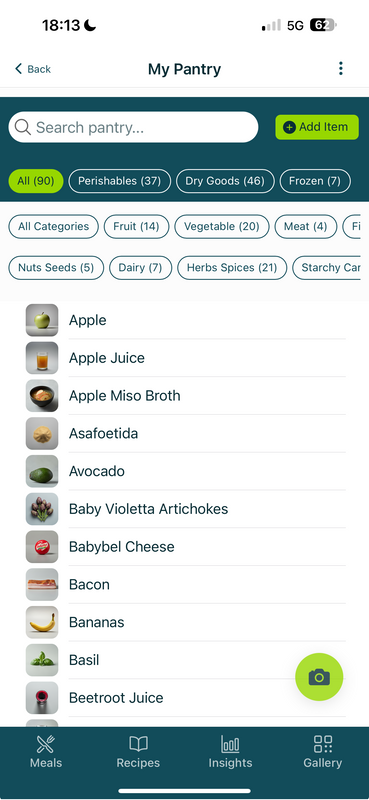 18:13 5G 62
Back My Pantry
Search pantry... Add Item
All (90) Perishables (37) Dry Goods (46) Frozen (7)
All Categories Fruit (14) Vegetable (20) Meat (4) Fi
Nuts Seeds (5) Dairy (7) Herbs Spices (21) Starchy Car
Apple
Apple Juice
Apple Miso Broth
Asafoetida
Avocado
Baby Violetta Artichokes
Babybel Cheese
Bacon
Bananas
Basil
Beetroot Juice
Meals Recipes Insights Gallery